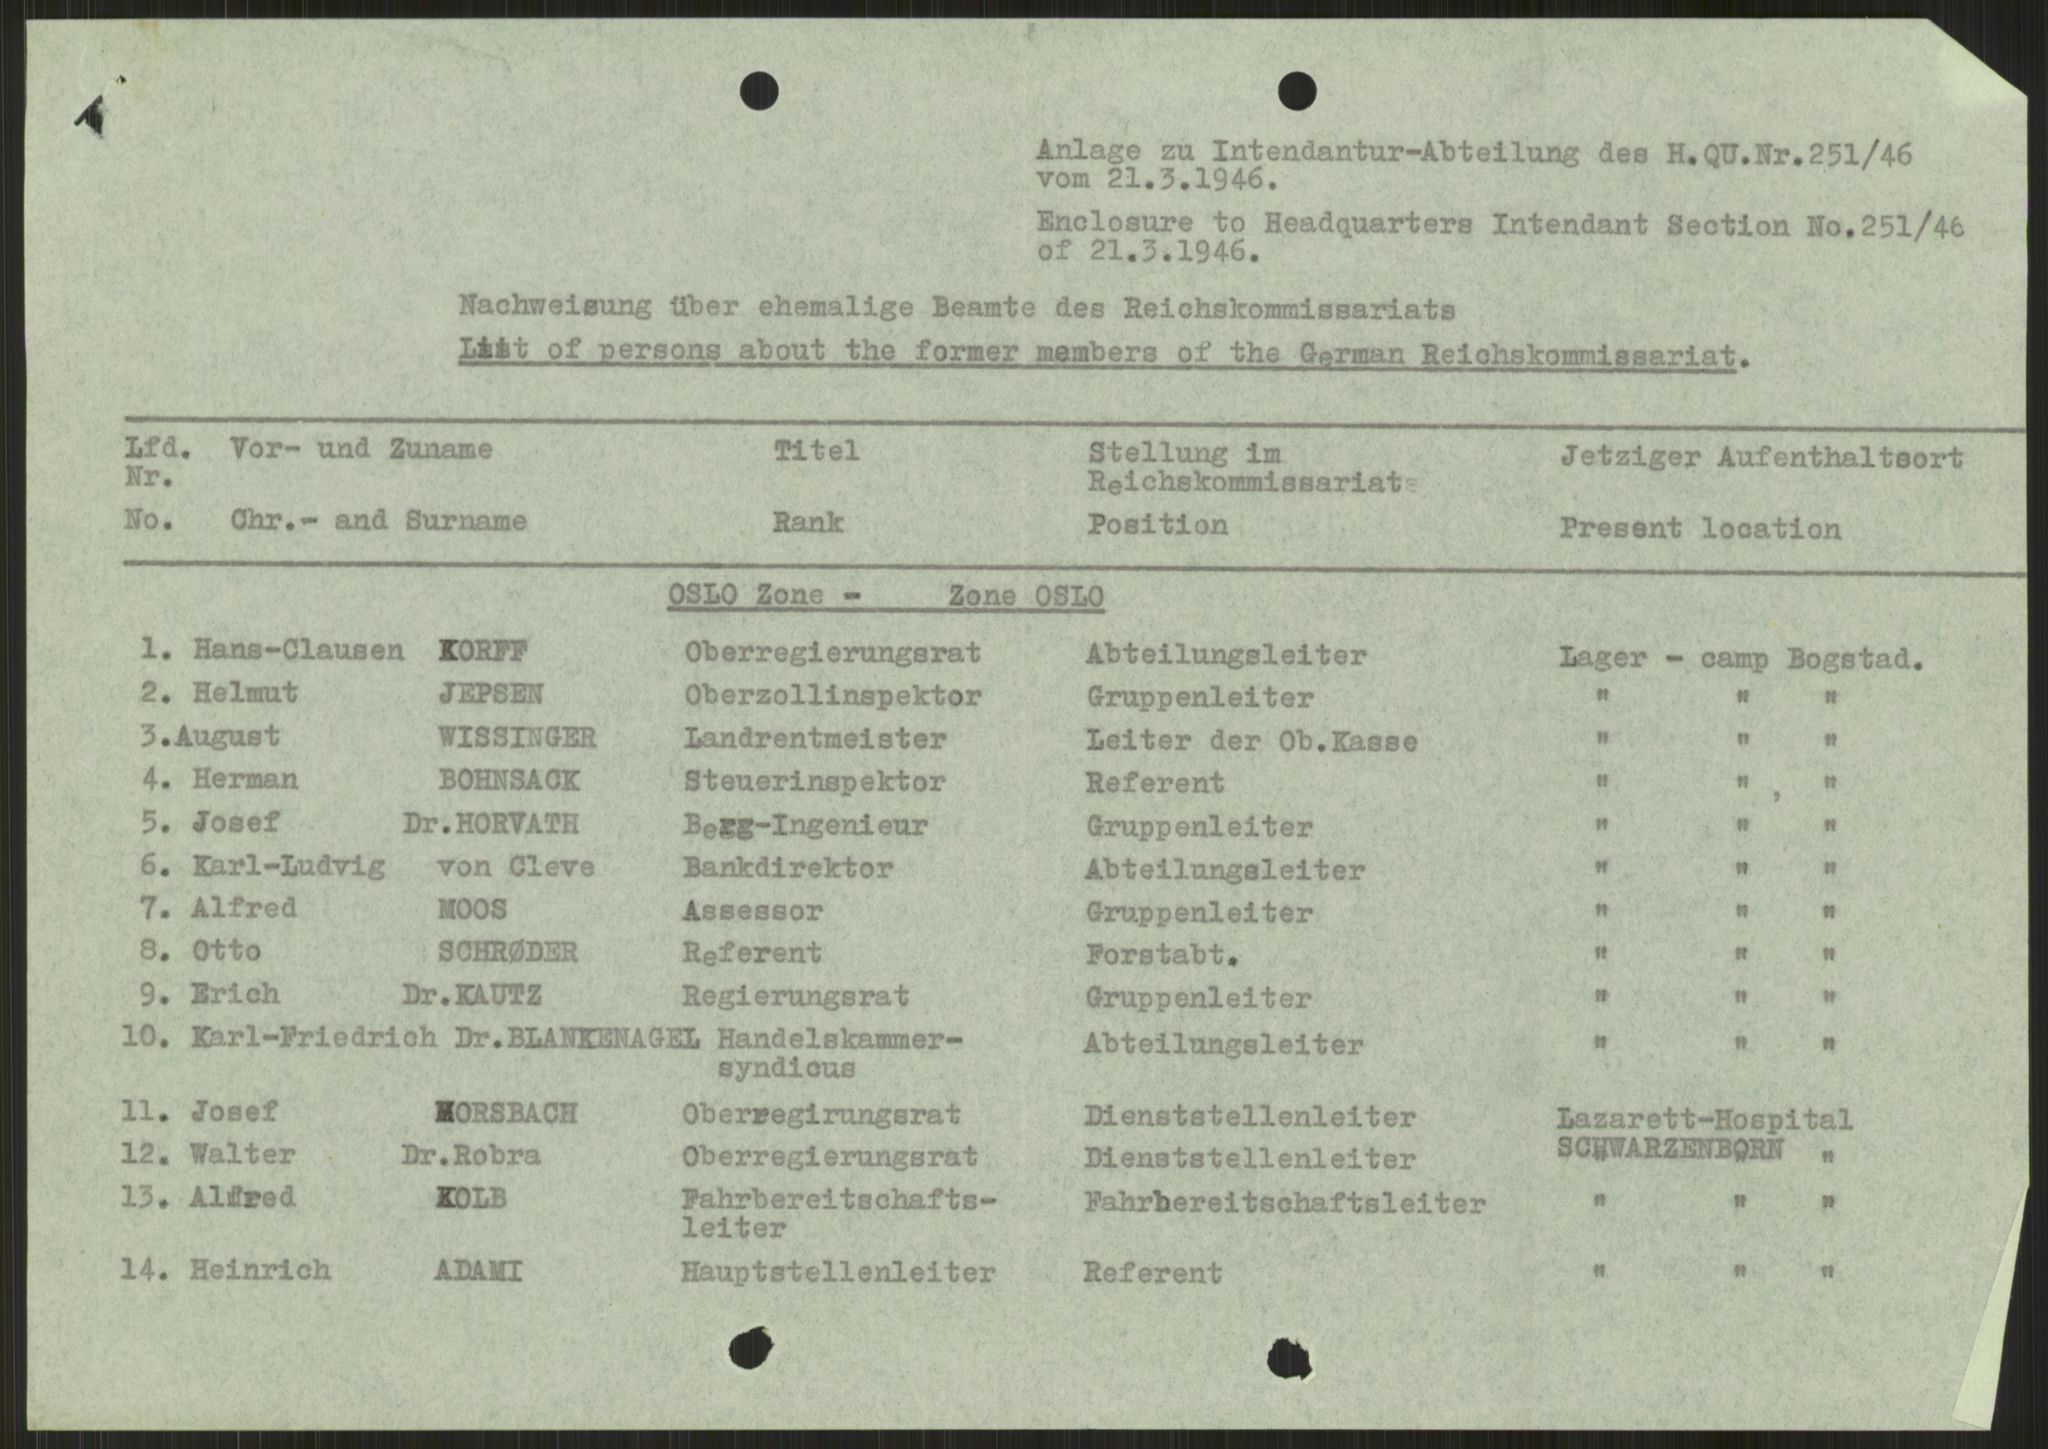 Anlage zu Intendantur-Abteilung des H.QU.Nr.251/46
vom 21.3.1946.
Enclosure to Headquarters Intendant Section No.251/46
of 21.3.1946.
Nachweisung über ehemalige Beamte des Reichskommissariats
List of persons about the former members of the German Reichskommissariat.
Lfd. Vor- und Zuname Titel Stellung im Jetziger Aufenthaltsort
Nr. Reichskommissariats
No. Chr.- and Surname Rank Position Present location
OSLO Zone - Zone OSLO
1. Hans-Clausen KORFF Oberregierungsrat Abteilungsleiter Lager - camp Bogstad.
2. Helmut JEPSEN Oberzollinspektor Gruppenleiter " " "
3.August WISSINGER Landrentmeister Leiter der Ob.Kasse " " "
4. Herman BOHNSACK Steuerinspektor Referent " ", "
5. Josef Dr.HORVATH Berg-Ingenieur Gruppenleiter " " "
6. Karl-Ludvig von Cleve Bankdirektor Abteilungsleiter " " "
7. Alfred MOOS Assessor Gruppenleiter " " "
8. Otto SCHRØDER Referent Forstabt. " " "
9. Erich Dr.KAUTZ Regierungsrat Gruppenleiter " " "
10. Karl-Friedrich Dr.BLANKENAGEL Handelskammer- Abteilungsleiter " " "
syndicus
11. Josef MORSBACH Oberregirungsrat Dienststellenleiter Lazarett-Hospital
SCHWARZENBORN
12. Walter Dr.Robra Oberregierungsrat Dienststellenleiter " " "
13. Alfred KOLB Fahrbereitschafts- Fahrbereitschaftsleiter " " "
leiter
14. Heinrich ADAMI Hauptstellenleiter Referent " " "